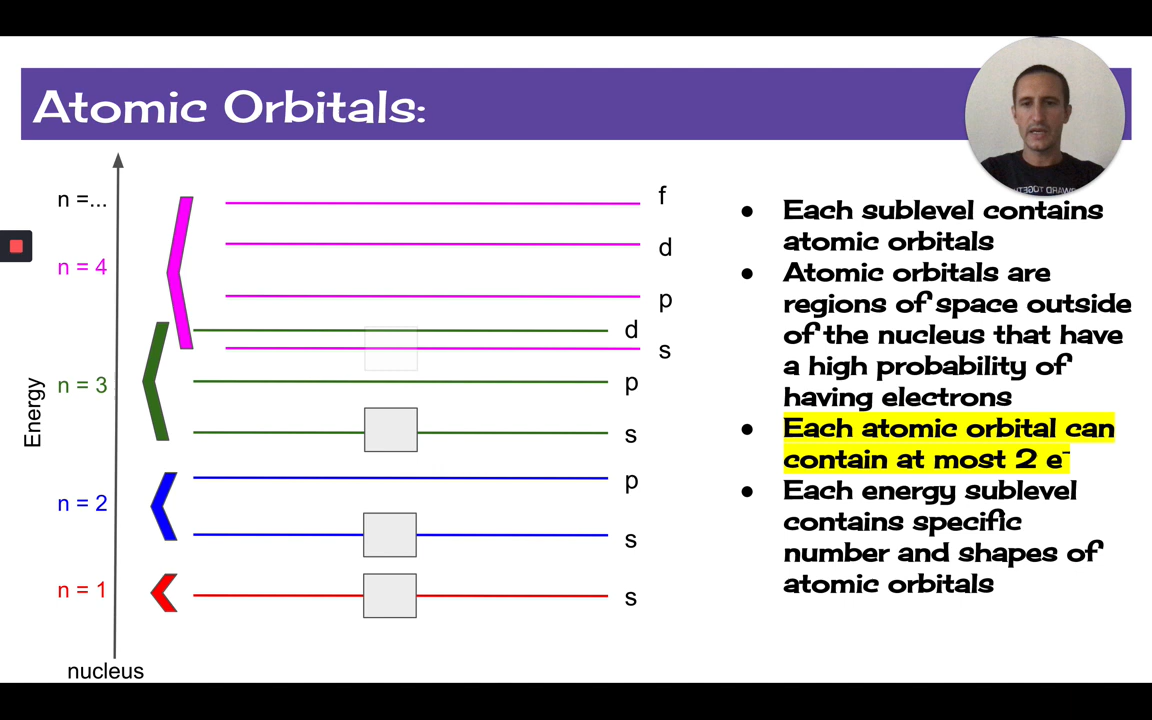 Atomic Orbitals:
n =...
n = 4
n = 3
n = 2
n = 1
Energy
nucleus
f
d
p
d
s
p
s
p
s
s
● Each sublevel contains
atomic orbitals
● Atomic orbitals are
regions of space outside
of the nucleus that have
a high probability of
having electrons
● Each atomic orbital can
contain at most 2 e⁻
● Each energy sublevel
contains specific
number and shapes of
atomic orbitals